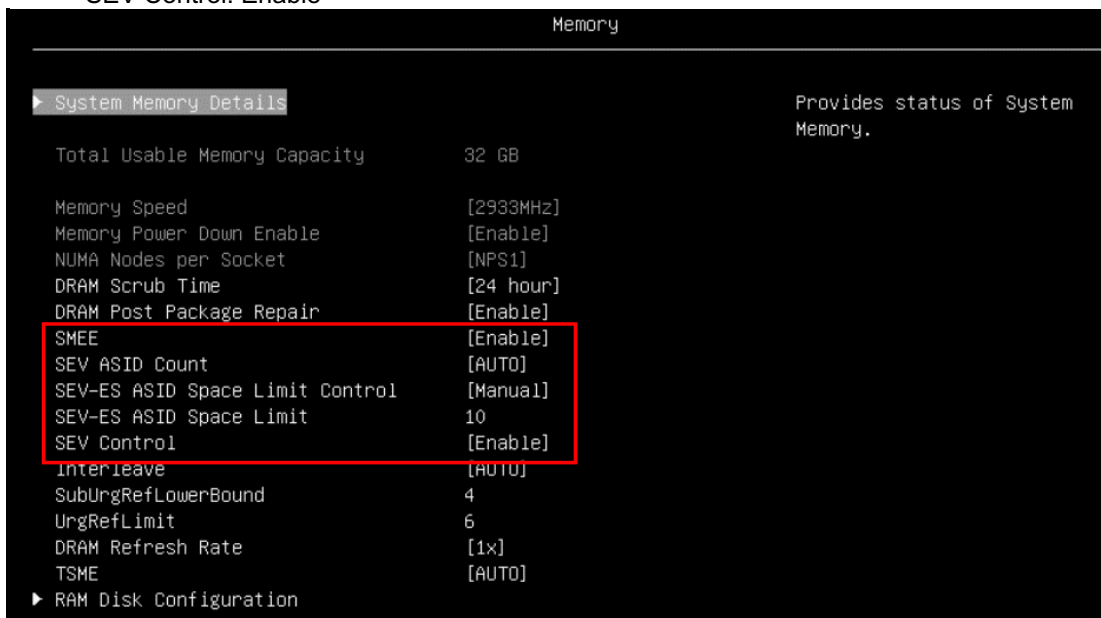 SEV Control: Enable
Memory
System Memory Details Provides status of System
Memory.
Total Usable Memory Capacity 32 GB
Memory Speed [2933MHz]
Memory Power Down Enable [Enable]
NUMA Nodes per Socket [NPS1]
DRAM Scrub Time [24 hour]
DRAM Post Package Repair [Enable]
SMEE [Enable]
SEV ASID Count [AUTO]
SEV-ES ASID Space Limit Control [Manual]
SEV-ES ASID Space Limit 10
SEV Control [Enable]
Interleave [AUTO]
SubUrgRefLowerBound 4
UrgRefLimit 6
DRAM Refresh Rate [1x]
TSME [AUTO]
RAM Disk Configuration